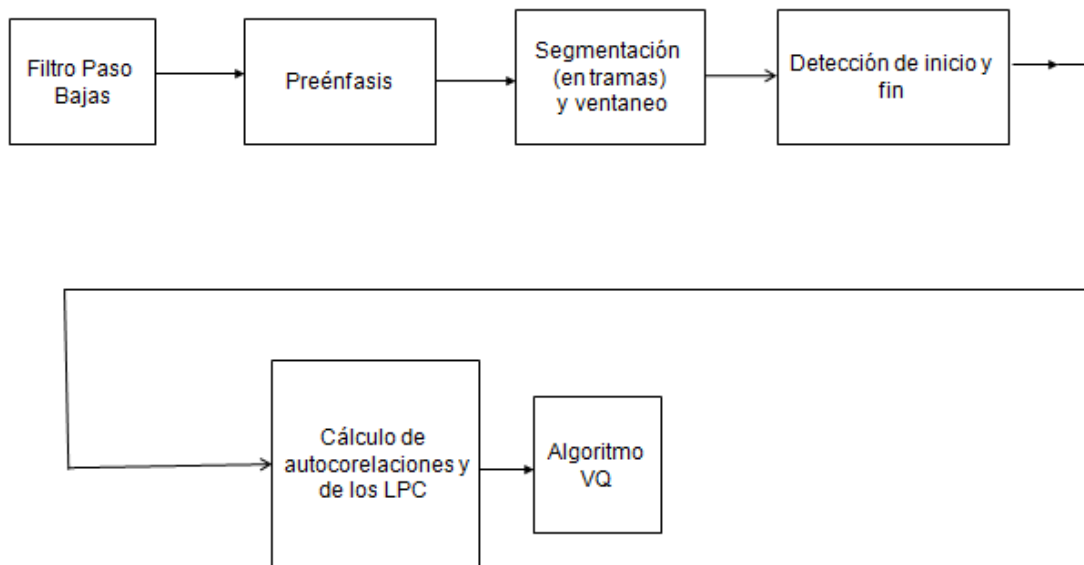 Filtro Paso
Bajas
Preénfasis
Segmentación
(en tramas)
y ventaneo
Detección de inicio y
fin
Cálculo de
autocorelaciones y
de los LPC
Algoritmo
VQ